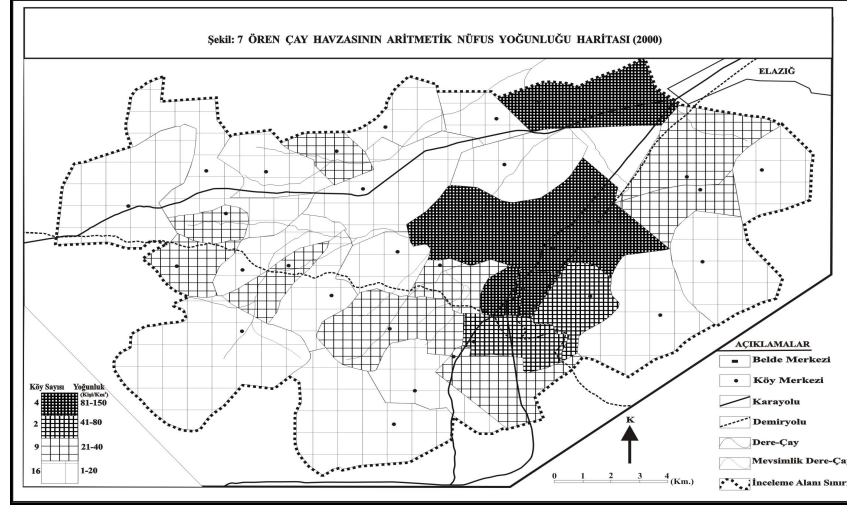 Şekil: 7 ÖREN ÇAY HAVZASININ ARİTMETİK NÜFUS YOĞUNLUĞU HARİTASI (2000)
ELAZIĞ
AÇIKLAMALAR
Belde Merkezi
Köy Merkezi
Karayolu
Demiryolu
Dere-Çay
Mevsimlik Dere-Çay
İnceleme Alanı Sınırı
Köy Sayısı Yoğunluk
(Kişi/Km²)
4 81-150
2 41-80
9 21-40
16 1-20
K
0 1 2 3 4 (Km.)